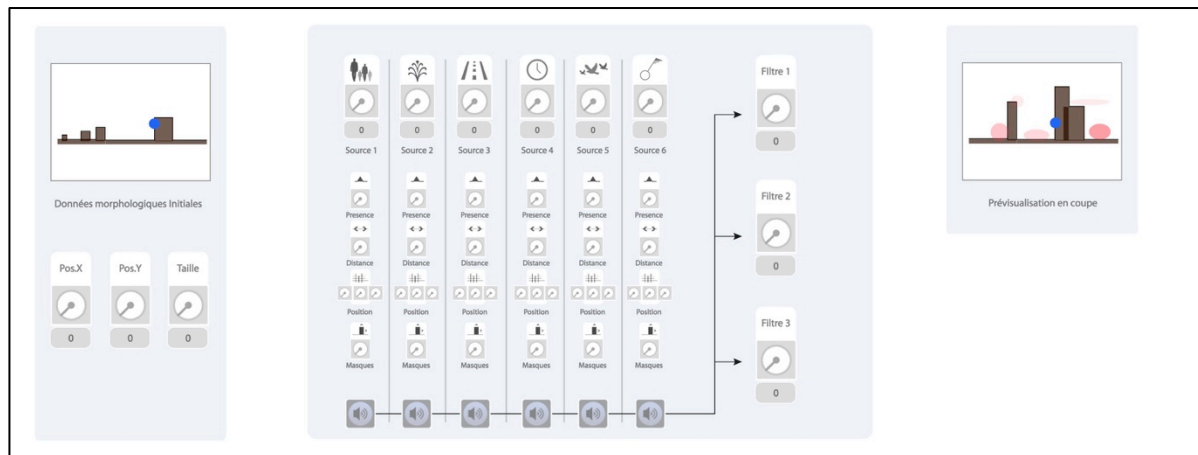 Données morphologiques Initiales
Pos.X Pos.Y Taille
0 0 0
0 0 0 0 0 0
Source 1 Source 2 Source 3 Source 4 Source 5 Source 6
Presence Presence Presence Presence Presence Presence
Distance Distance Distance Distance Distance Distance
Position Position Position Position Position Position
Masques Masques Masques Masques Masques Masques
Filtre 1
0
Filtre 2
0
Filtre 3
0
Prévisualisation en coupe